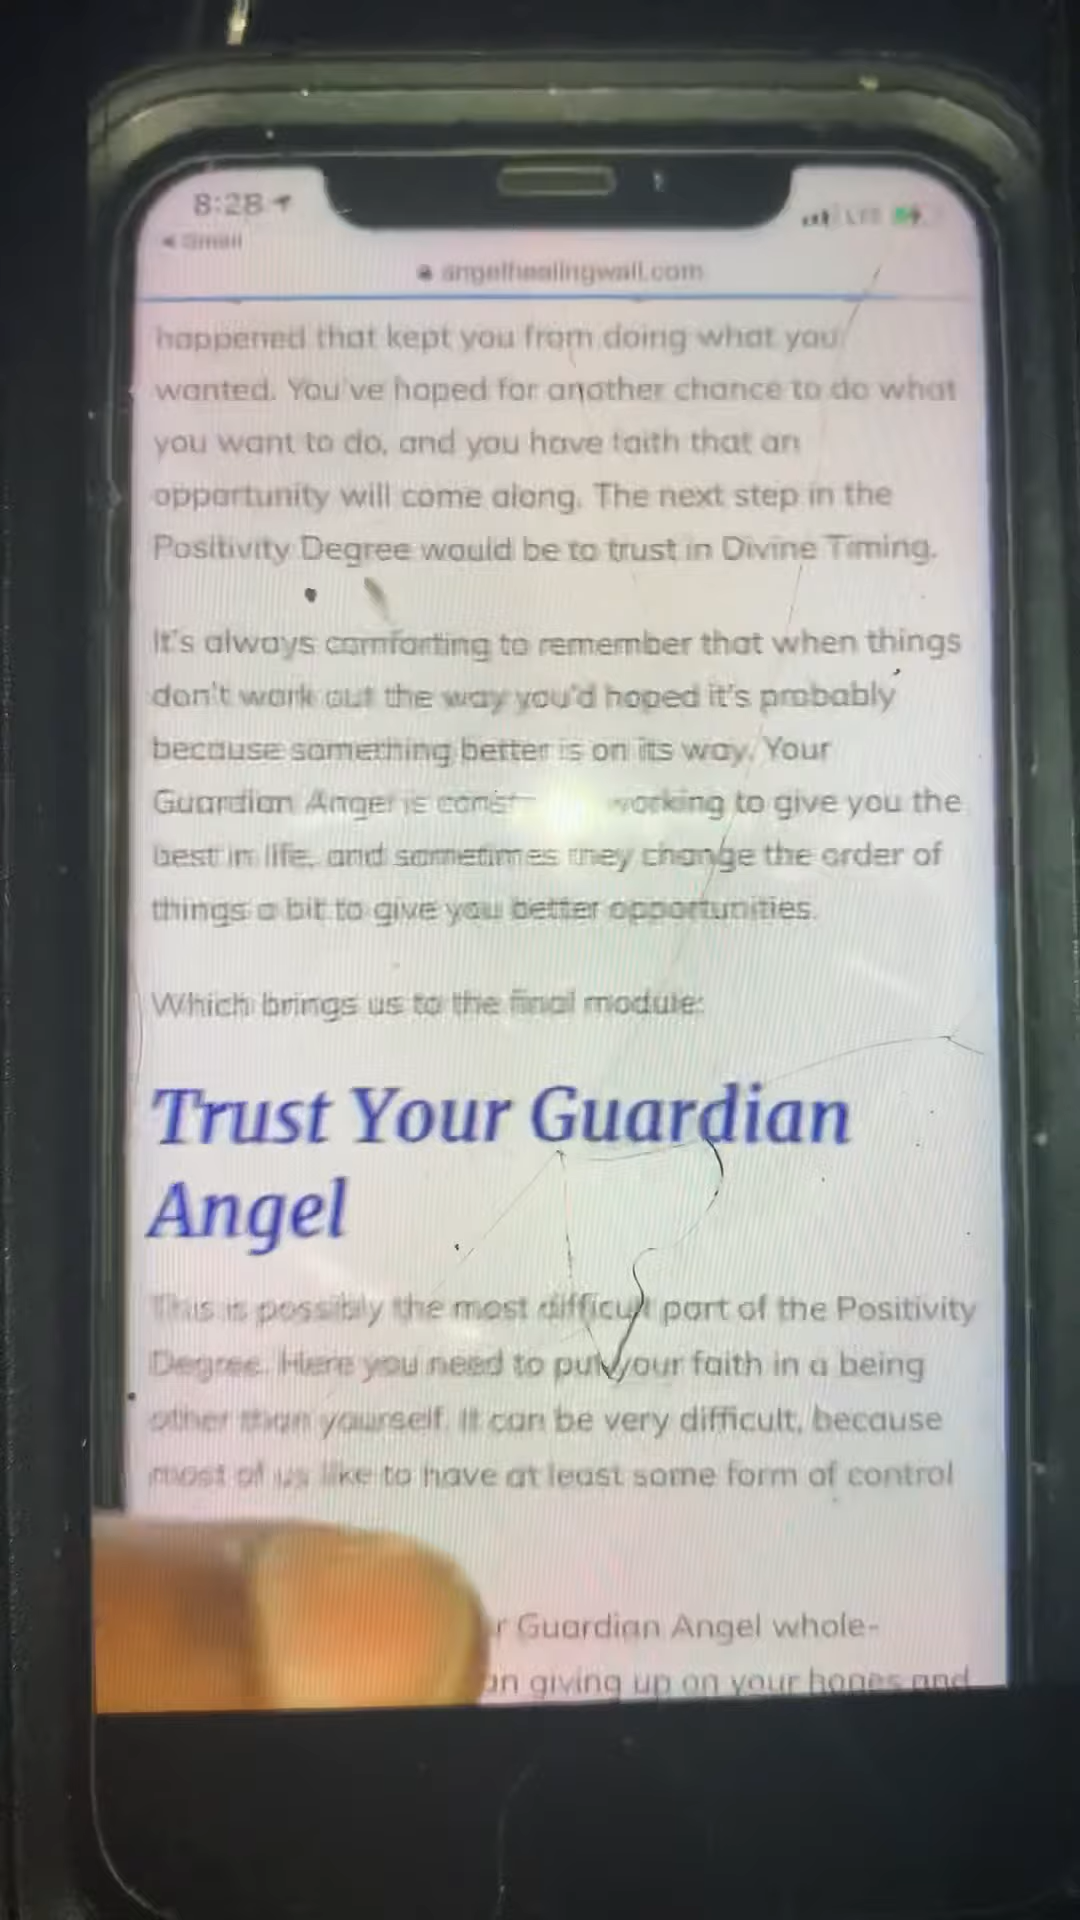 8:28
Gmail
angelhealingwall.com
happened that kept you from doing what you
wanted. You've hoped for another chance to do what
you want to do, and you have faith that an
opportunity will come along. The next step in the
Positivity Degree would be to trust in Divine Timing.
It's always comforting to remember that when things
don't work out the way you'd hoped it's probably
because something better is on its way. Your
Guardian Angel is working to give you the
best in life, and sometimes they change the order of
things a bit to give you better opportunities.
Which brings us to the final module:
Trust Your Guardian
Angel
This is possibly the most difficult part of the Positivity
Degree. Here you need to put your faith in a being
other than yourself. It can be very difficult, because
most of us like to have at least some form of control
r Guardian Angel whole-
an giving up on your hopes and